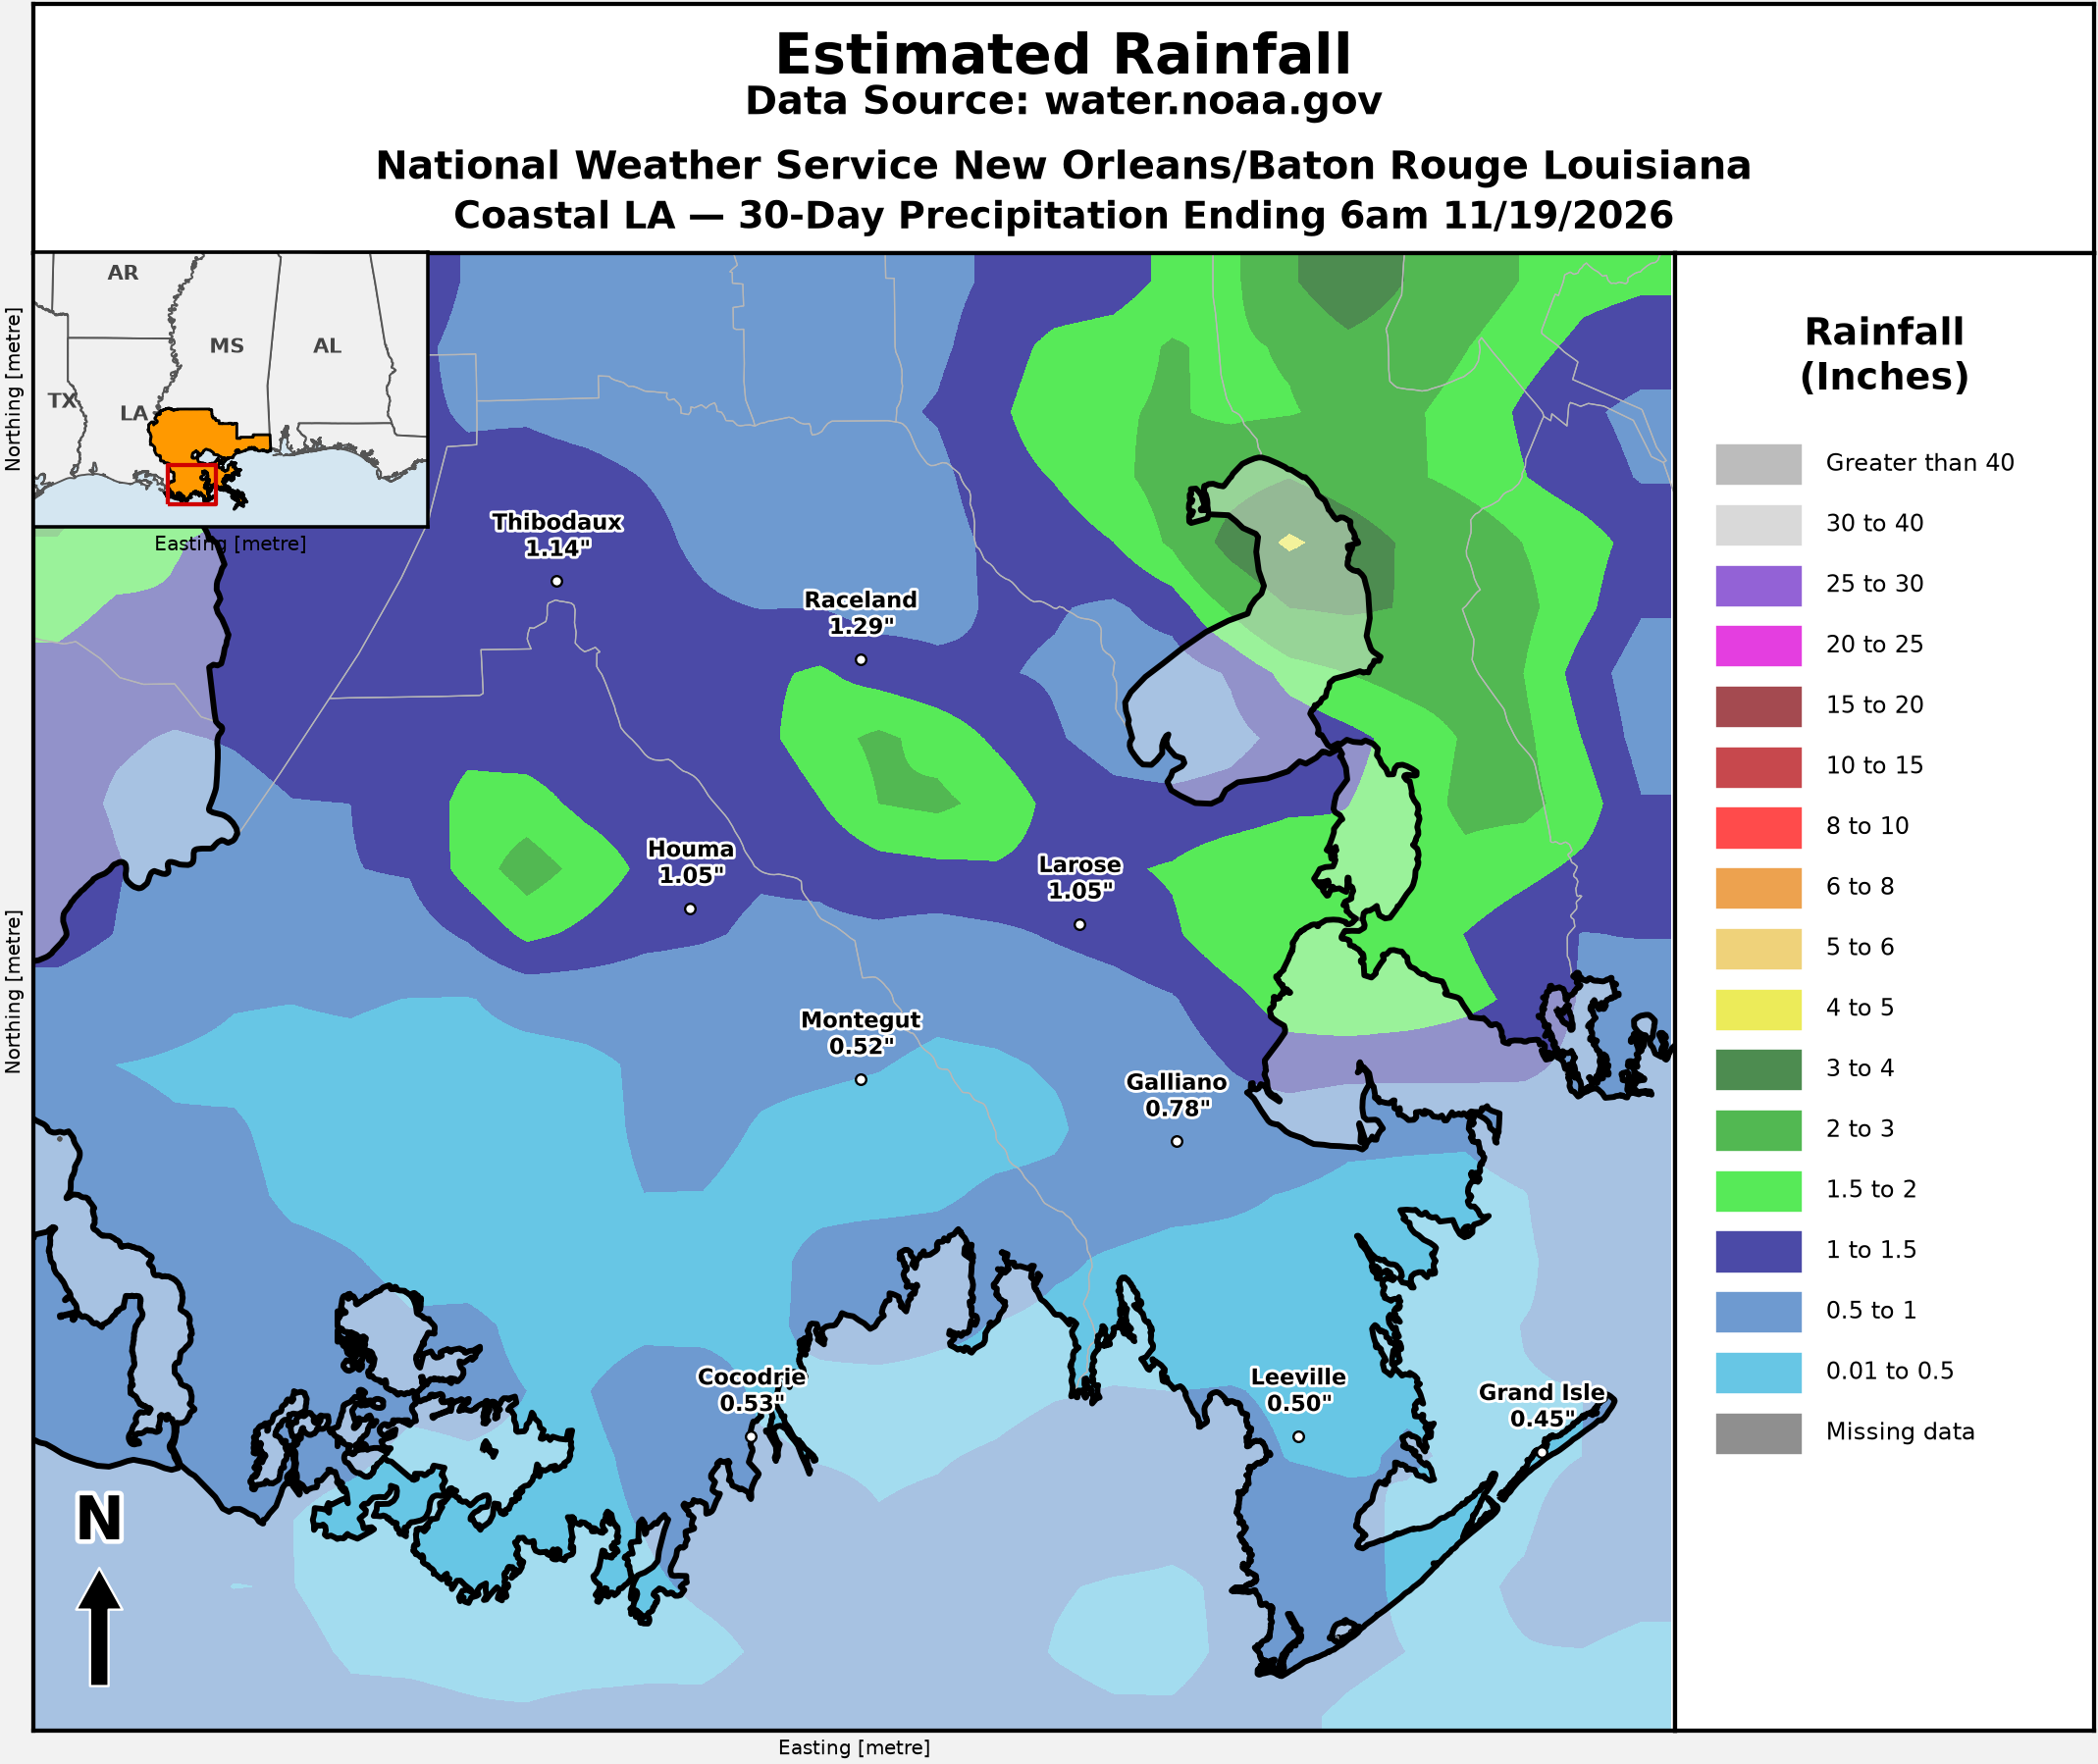 Estimated Rainfall
Data Source: water.noaa.gov
National Weather Service New Orleans/Baton Rouge Louisiana
Coastal LA — 30-Day Precipitation Ending 6am 11/19/2026
Northing [metre]
AR
MS
AL
TX
LA
Easting [metre]
Thibodaux
1.14"
Raceland
1.29"
Houma
1.05"
Larose
1.05"
Montegut
0.52"
Galliano
0.78"
Cocodrie
0.53"
Leeville
0.50"
Grand Isle
0.45"
N
Northing [metre]
Easting [metre]
Rainfall
(Inches)
Greater than 40
30 to 40
25 to 30
20 to 25
15 to 20
10 to 15
8 to 10
6 to 8
5 to 6
4 to 5
3 to 4
2 to 3
1.5 to 2
1 to 1.5
0.5 to 1
0.01 to 0.5
Missing data